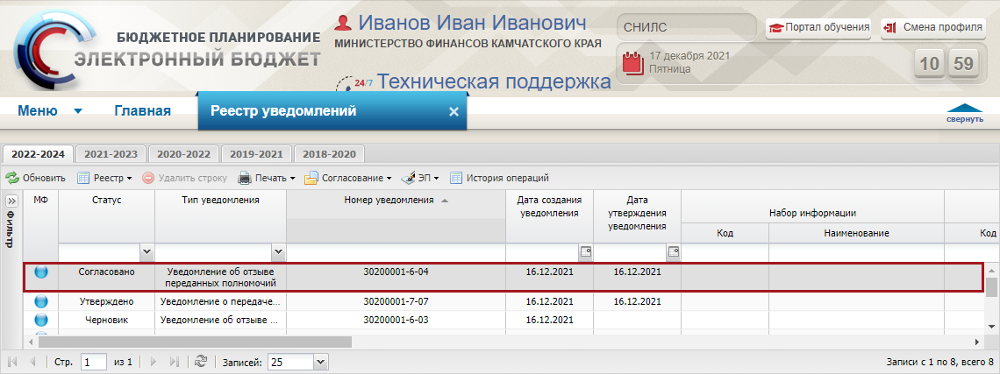 БЮДЖЕТНОЕ ПЛАНИРОВАНИЕ
ЭЛЕКТРОННЫЙ БЮДЖЕТ
Иванов Иван Иванович
МИНИСТЕРСТВО ФИНАНСОВ КАМЧАТСКОГО КРАЯ
24/7 Техническая поддержка
СНИЛС
Портал обучения
Смена профиля
17 декабря 2021
Пятница
10 59
Меню Главная Реестр уведомлений
свернуть
2022-2024 2021-2023 2020-2022 2019-2021 2018-2020
Обновить Реестр Удалить строку Печать Согласование ЭП История операций
Фильтр
МФ Статус Тип уведомления Номер уведомления Дата создания уведомления Дата утверждения уведомления Набор информации
Код Наименование Код
Согласовано Уведомление об отзыве переданных полномочий 30200001-6-04 16.12.2021 16.12.2021
Утверждено Уведомление о передаче... 30200001-7-07 16.12.2021 16.12.2021
Черновик Уведомление об отзыве ... 30200001-6-03 16.12.2021
Стр. 1 из 1 Записей: 25 Записи с 1 по 8, всего 8